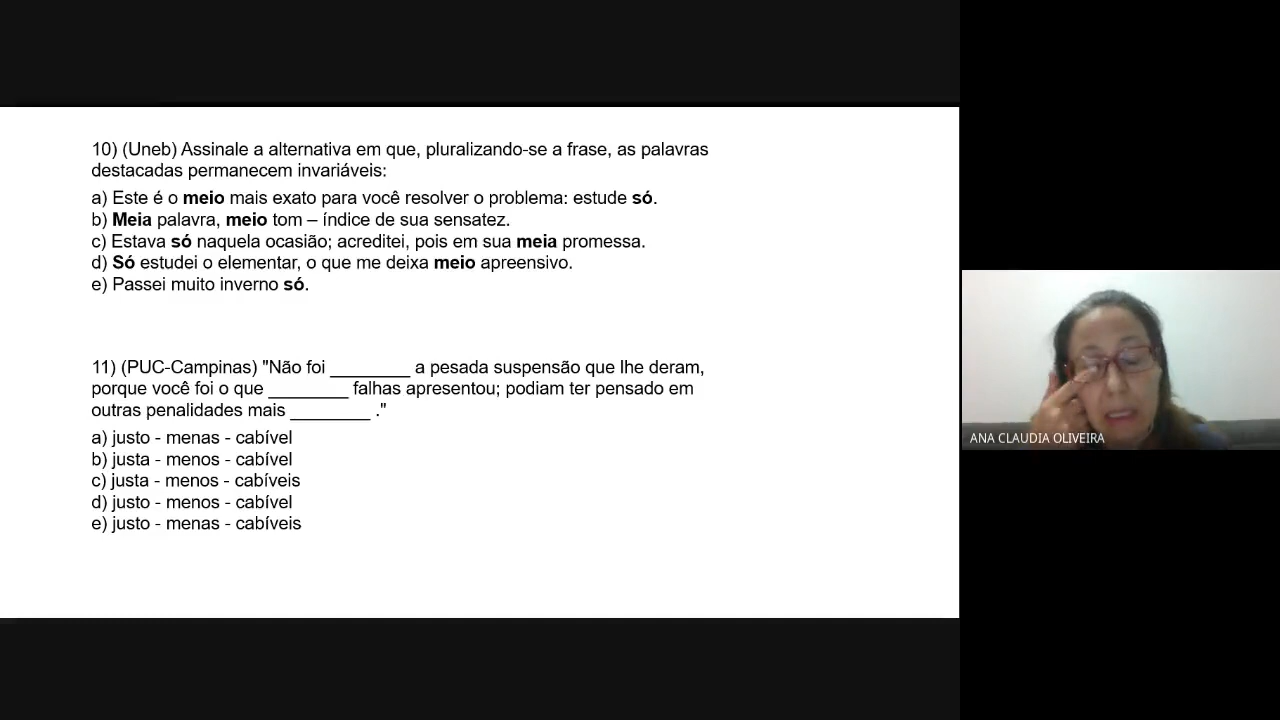 10) (Uneb) Assinale a alternativa em que, pluralizando-se a frase, as palavras
destacadas permanecem invariáveis:
a) Este é o meio mais exato para você resolver o problema: estude só.
b) Meia palavra, meio tom – índice de sua sensatez.
c) Estava só naquela ocasião; acreditei, pois em sua meia promessa.
d) Só estudei o elementar, o que me deixa meio apreensivo.
e) Passei muito inverno só.
11) (PUC-Campinas) "Não foi ________ a pesada suspensão que lhe deram,
porque você foi o que ________ falhas apresentou; podiam ter pensado em
outras penalidades mais ________ ."
a) justo - menas - cabível
b) justa - menos - cabível
c) justa - menos - cabíveis
d) justo - menos - cabível
e) justo - menas - cabíveis
ANA CLAUDIA OLIVEIRA